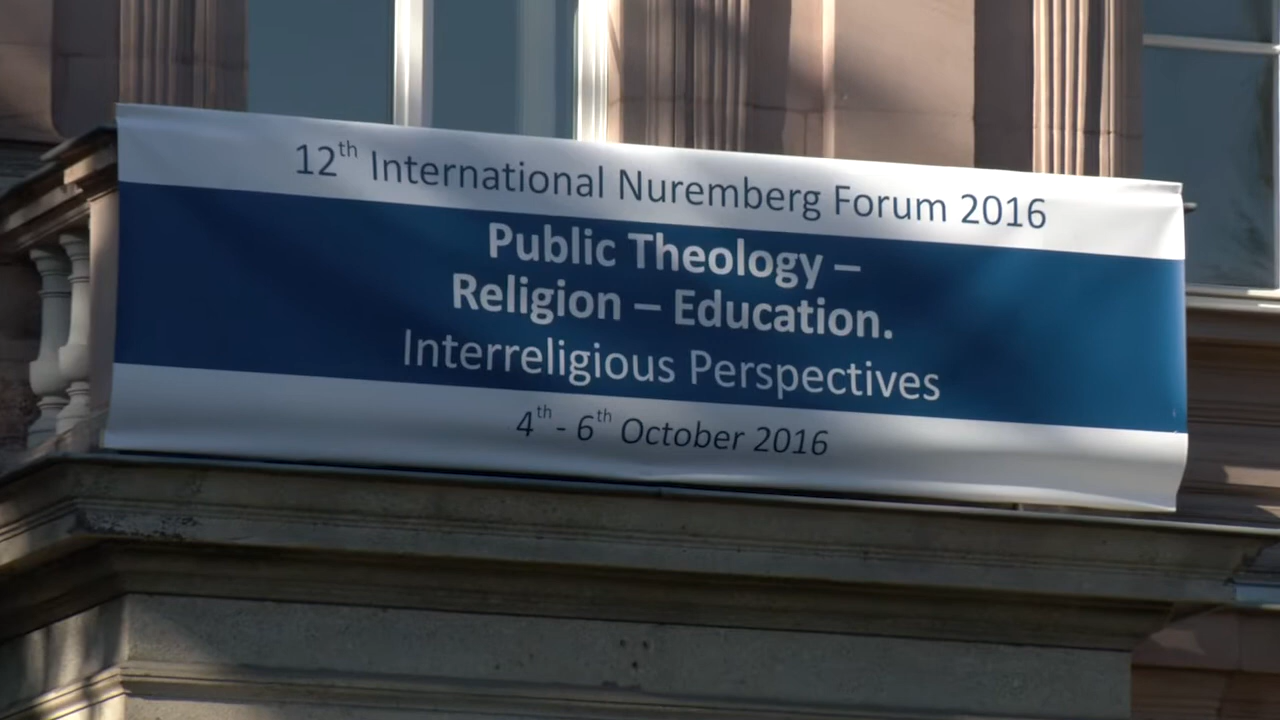 12th International Nuremberg Forum 2016
Public Theology –
Religion – Education.
Interreligious Perspectives
4th - 6th October 2016